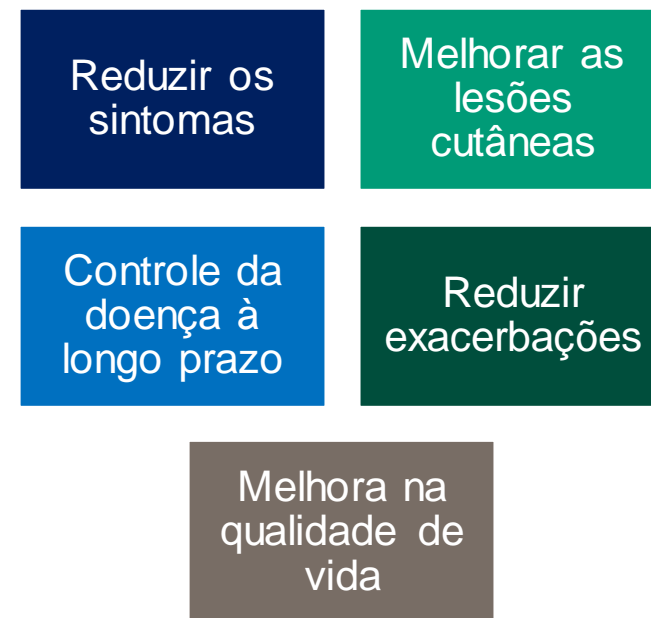 Reduzir os
sintomas
Melhorar as
lesões
cutâneas
Controle da
doença à
longo prazo
Reduzir
exacerbações
Melhora na
qualidade de
vida